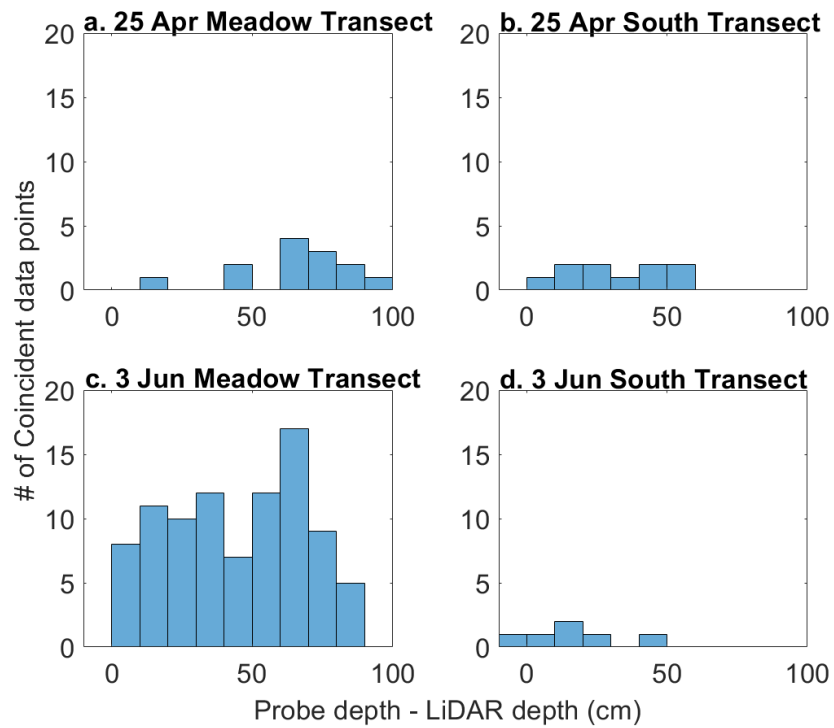 a. 25 Apr Meadow Transect
b. 25 Apr South Transect
20
15
10
5
0
0 50 100
20
15
10
5
0
0 50 100
c. 3 Jun Meadow Transect
d. 3 Jun South Transect
20
15
10
5
0
0 50 100
20
15
10
5
0
0 50 100
# of Coincident data points
Probe depth - LiDAR depth (cm)